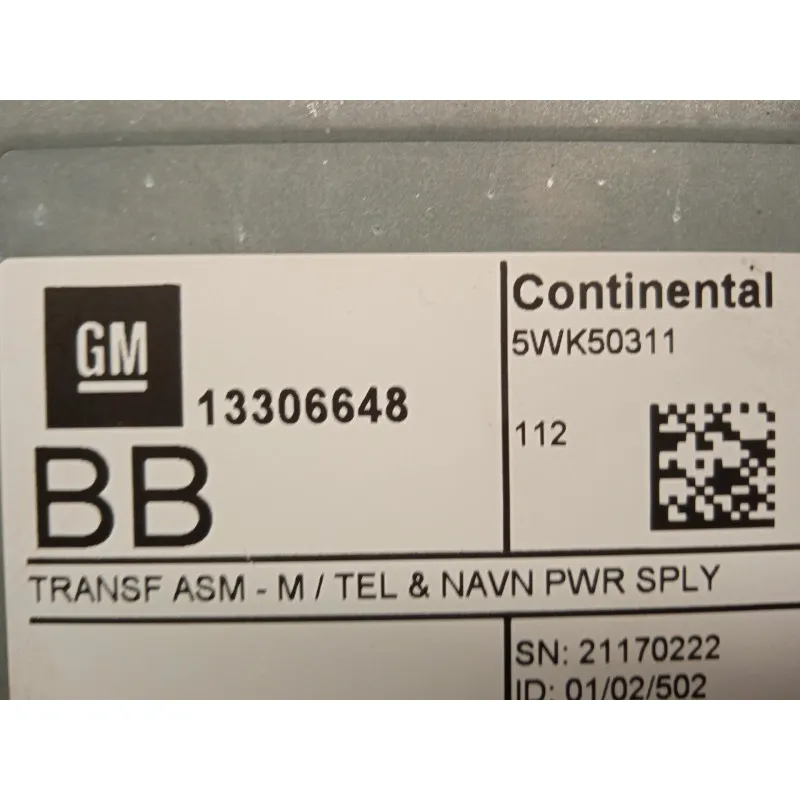 GM
13306648
BB
Continental
5WK50311
112
TRANSF ASM - M / TEL & NAVN PWR SPLY
SN: 21170222
ID: 01/02/502